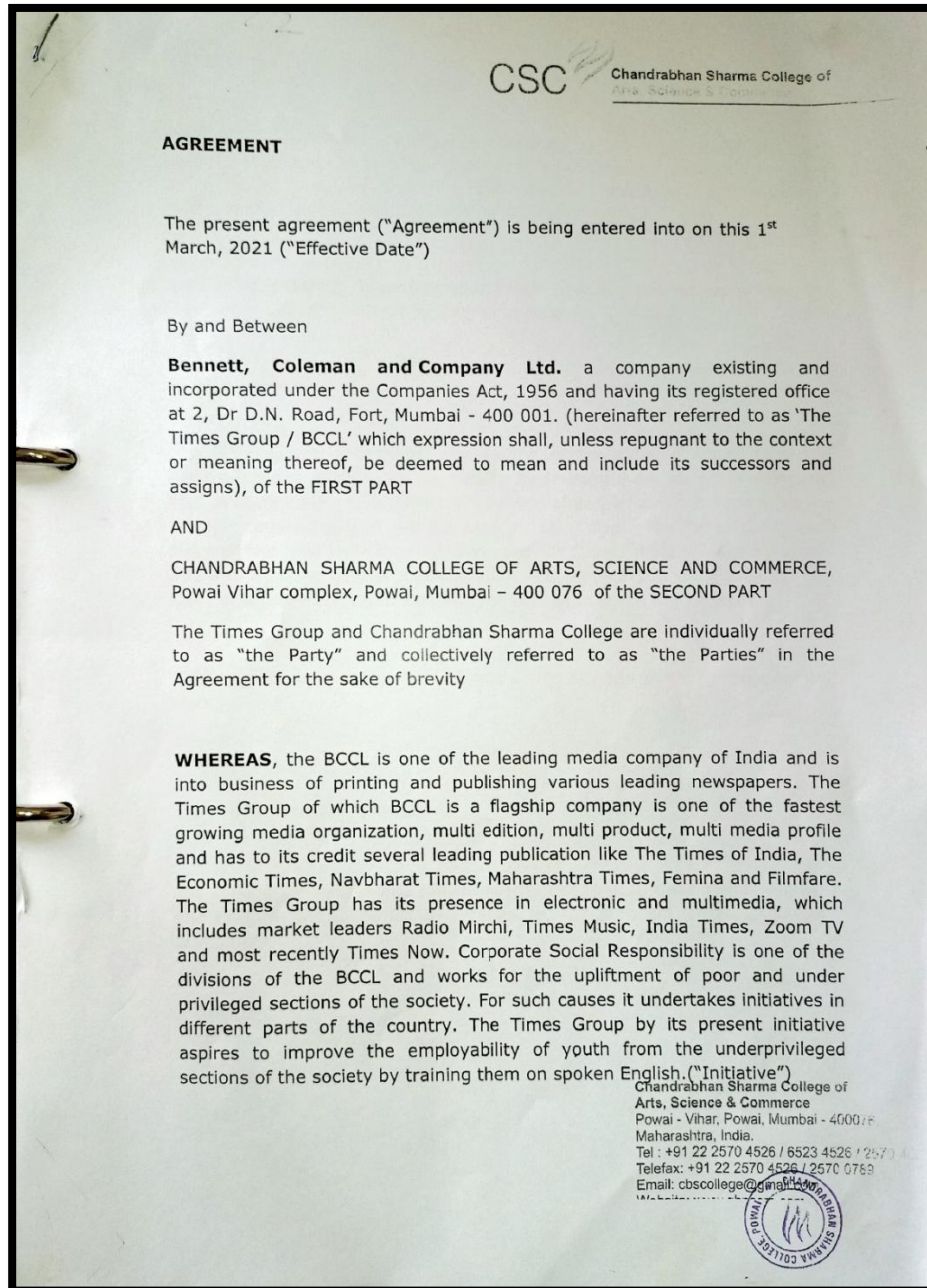 CSC
Chandrabhan Sharma College of
Arts, Science & Commerce
AGREEMENT
The present agreement (“Agreement”) is being entered into on this 1st
March, 2021 (“Effective Date”)
By and Between
Bennett, Coleman and Company Ltd. a company existing and
incorporated under the Companies Act, 1956 and having its registered office
at 2, Dr D.N. Road, Fort, Mumbai - 400 001. (hereinafter referred to as ‘The
Times Group / BCCL’ which expression shall, unless repugnant to the context
or meaning thereof, be deemed to mean and include its successors and
assigns), of the FIRST PART
AND
CHANDRABHAN SHARMA COLLEGE OF ARTS, SCIENCE AND COMMERCE,
Powai Vihar complex, Powai, Mumbai – 400 076 of the SECOND PART
The Times Group and Chandrabhan Sharma College are individually referred
to as “the Party” and collectively referred to as “the Parties” in the
Agreement for the sake of brevity
WHEREAS, the BCCL is one of the leading media company of India and is
into business of printing and publishing various leading newspapers. The
Times Group of which BCCL is a flagship company is one of the fastest
growing media organization, multi edition, multi product, multi media profile
and has to its credit several leading publication like The Times of India, The
Economic Times, Navbharat Times, Maharashtra Times, Femina and Filmfare.
The Times Group has its presence in electronic and multimedia, which
includes market leaders Radio Mirchi, Times Music, India Times, Zoom TV
and most recently Times Now. Corporate Social Responsibility is one of the
divisions of the BCCL and works for the upliftment of poor and under
privileged sections of the society. For such causes it undertakes initiatives in
different parts of the country. The Times Group by its present initiative
aspires to improve the employability of youth from the underprivileged
sections of the society by training them on spoken English.(“Initiative”)
Chandrabhan Sharma College of
Arts, Science & Commerce
Powai - Vihar, Powai, Mumbai - 400076
Maharashtra, India.
Tel : +91 22 2570 4526 / 6523 4526 /
Telefax: +91 22 2570 4526 / 2570 0789
Email: cbscollege@gmail.com
CHANDRABHAN SHARMA COLLEGE, POWAI